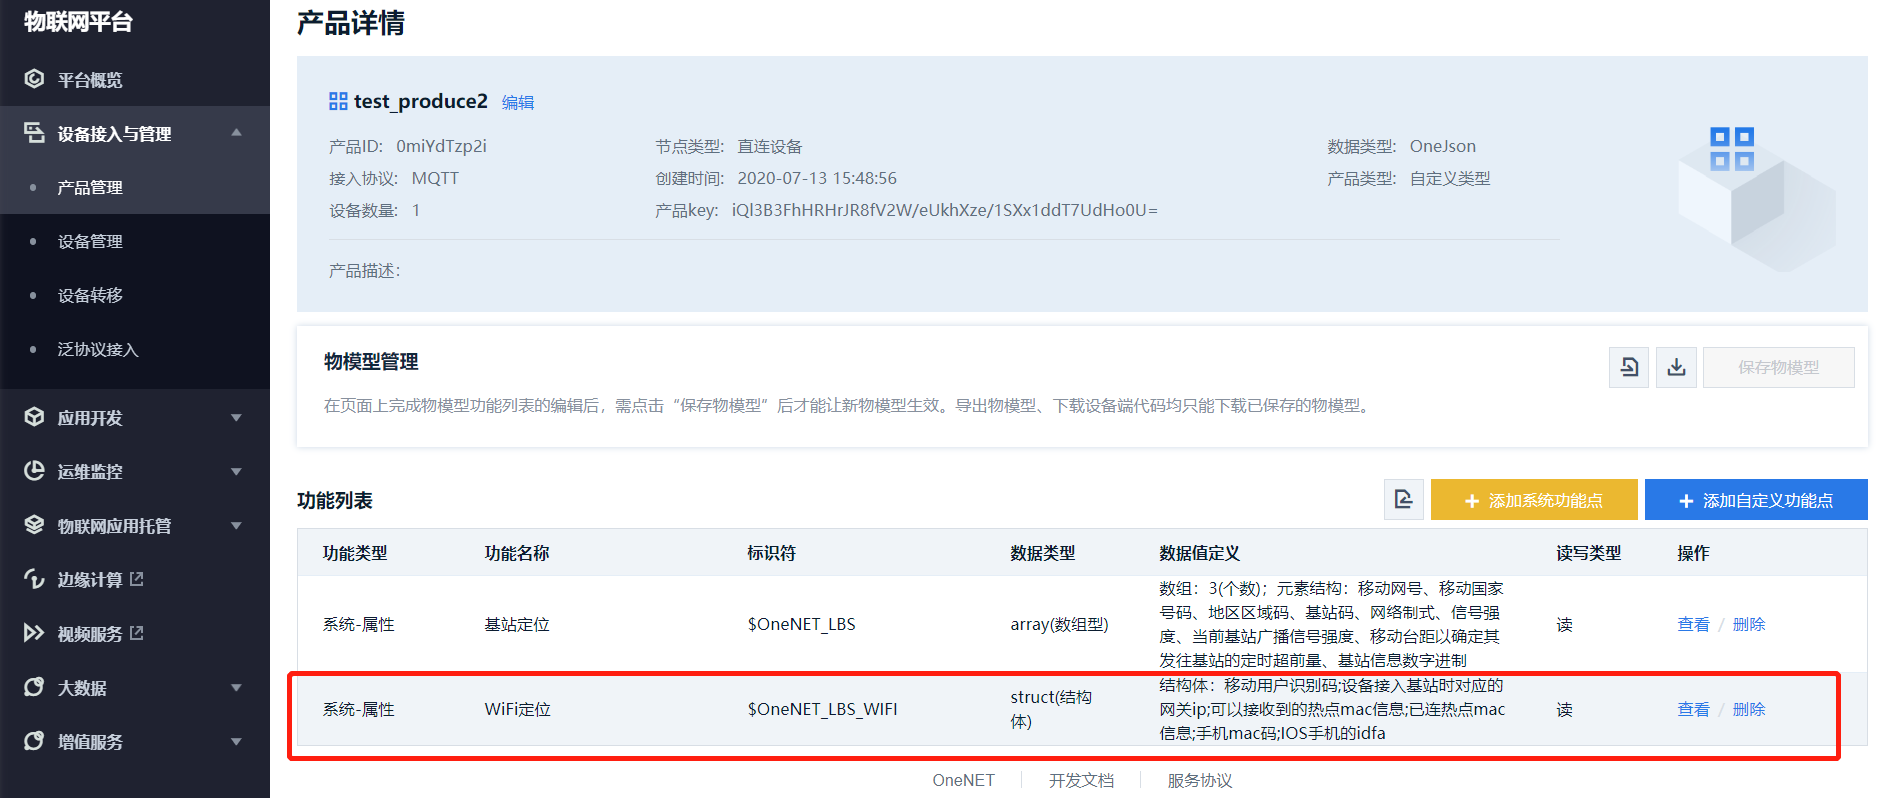 物联网平台
平台概览
设备接入与管理
产品管理
设备管理
设备转移
泛协议接入
应用开发
运维监控
物联网应用托管
边缘计算
视频服务
大数据
增值服务
产品详情
test_produce2 编辑
产品ID: 0miYdTzp2i 节点类型: 直连设备 数据类型: OneJson
接入协议: MQTT 创建时间: 2020-07-13 15:48:56 产品类型: 自定义类型
设备数量: 1 产品key: iQl3B3FhHRHrJR8fV2W/eUkhXze/1SXx1ddT7UdHo0U=
产品描述:
物模型管理
保存物模型
在页面上完成物模型功能列表的编辑后，需点击“保存物模型”后才能让新物模型生效。导出物模型、下载设备端代码均只能下载已保存的物模型。
功能列表
+ 添加系统功能点 + 添加自定义功能点
功能类型 功能名称 标识符 数据类型 数据值定义 读写类型 操作
系统-属性 基站定位 $OneNET_LBS array(数组型)
数组：3(个数)；元素结构：移动网号、移动国家
号码、地区区域码、基站码、网络制式、信号强
度、当前基站广播信号强度、移动台距以确定其
发往基站的定时超前量、基站信息数字进制
读 查看 / 删除
系统-属性 WiFi定位 $OneNET_LBS_WIFI
struct(结构
体)
结构体：移动用户识别码;设备接入基站时对应的
网关ip;可以接收到的热点mac信息;已连热点mac
信息;手机mac码;IOS手机的idfa
读 查看 / 删除
OneNET 开发文档 服务协议